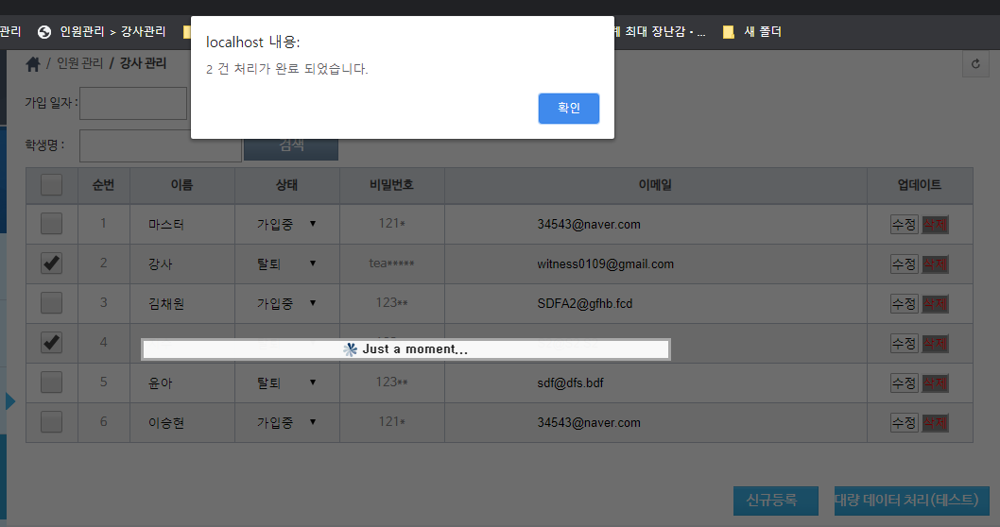 관리 인원관리 > 강사관리 계 최대 장난감 • ... 새 폴더
localhost 내용:
2 건 처리가 완료 되었습니다.
확인
/ 인원 관리 / 강사 관리
가입 일자 :
학생명 : 검색
순번 이름 상태 비밀번호 이메일 업데이트
1 마스터 가입중 ▼ 121* 34543@naver.com 수정 삭제
2 강사 탈퇴 ▼ tea***** witness0109@gmail.com 수정 삭제
3 김채원 가입중 ▼ 123** SDFA2@gfhb.fcd 수정 삭제
4 수정 삭제
Just a moment...
5 윤아 탈퇴 ▼ 123** sdf@dfs.bdf 수정 삭제
6 이승현 가입중 ▼ 121* 34543@naver.com 수정 삭제
신규등록 대량 데이터 처리(테스트)